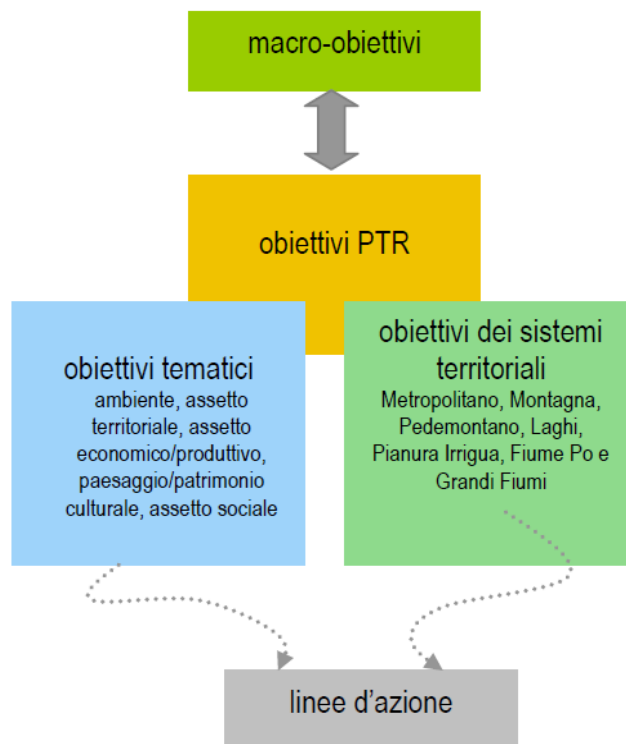 macro-obiettivi
obiettivi PTR
obiettivi tematici
ambiente, assetto
territoriale, assetto
economico/produttivo,
paesaggio/patrimonio
culturale, assetto sociale
obiettivi dei sistemi
territoriali
Metropolitano, Montagna,
Pedemontano, Laghi,
Pianura Irrigua, Fiume Po e
Grandi Fiumi
linee d'azione